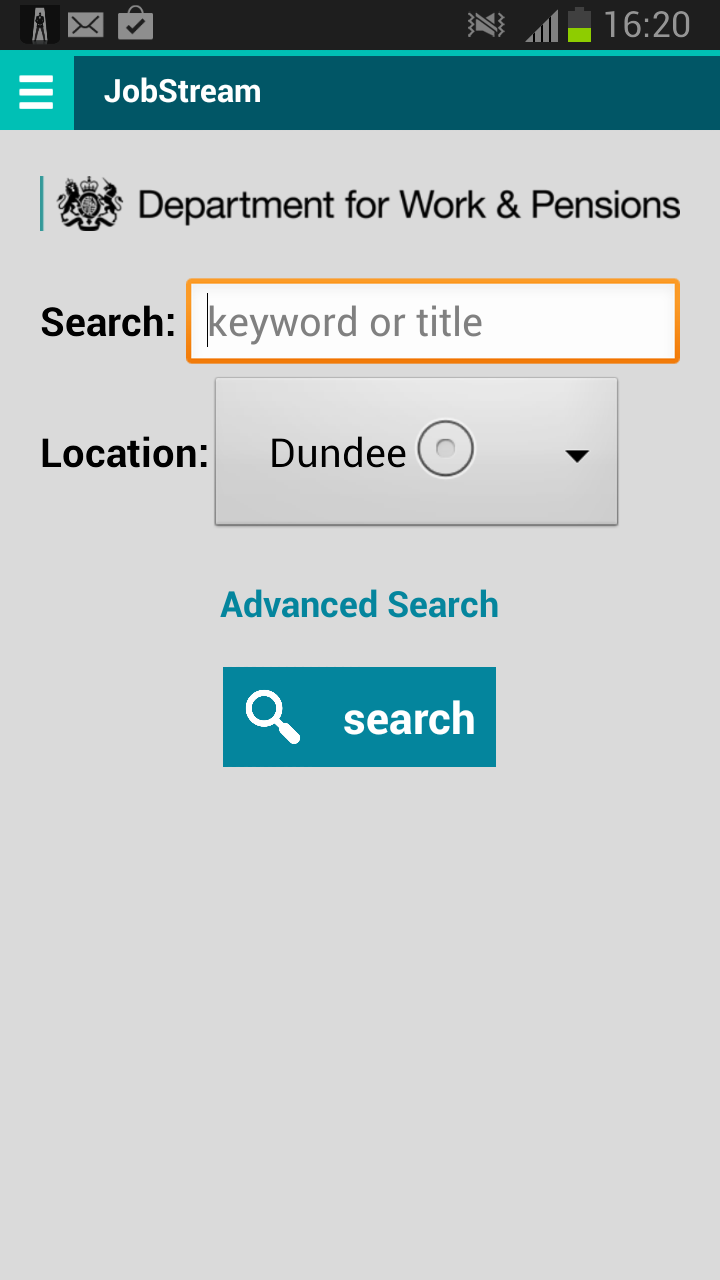 16:20
JobStream
Department for Work & Pensions
Search: keyword or title
Location: Dundee
Advanced Search
search